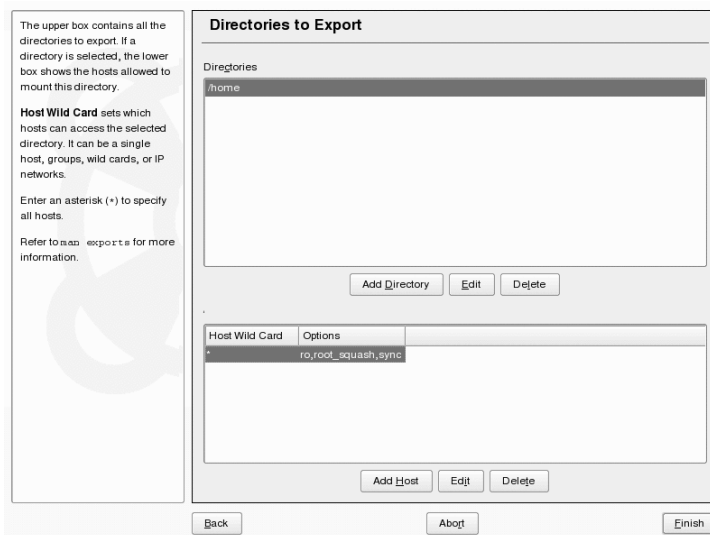 The upper box contains all the
directories to export. If a
directory is selected, the lower
box shows the hosts allowed to
mount this directory.
Host Wild Card sets which
hosts can access the selected
directory. It can be a single
host, groups, wild cards, or IP
networks.
Enter an asterisk (*) to specify
all hosts.
Refer to man exports for more
information.
Directories to Export
Directories
/home
Add Directory Edit Delete
Host Wild Card Options
* ro,root_squash,sync
Add Host Edit Delete
Back Abort Finish